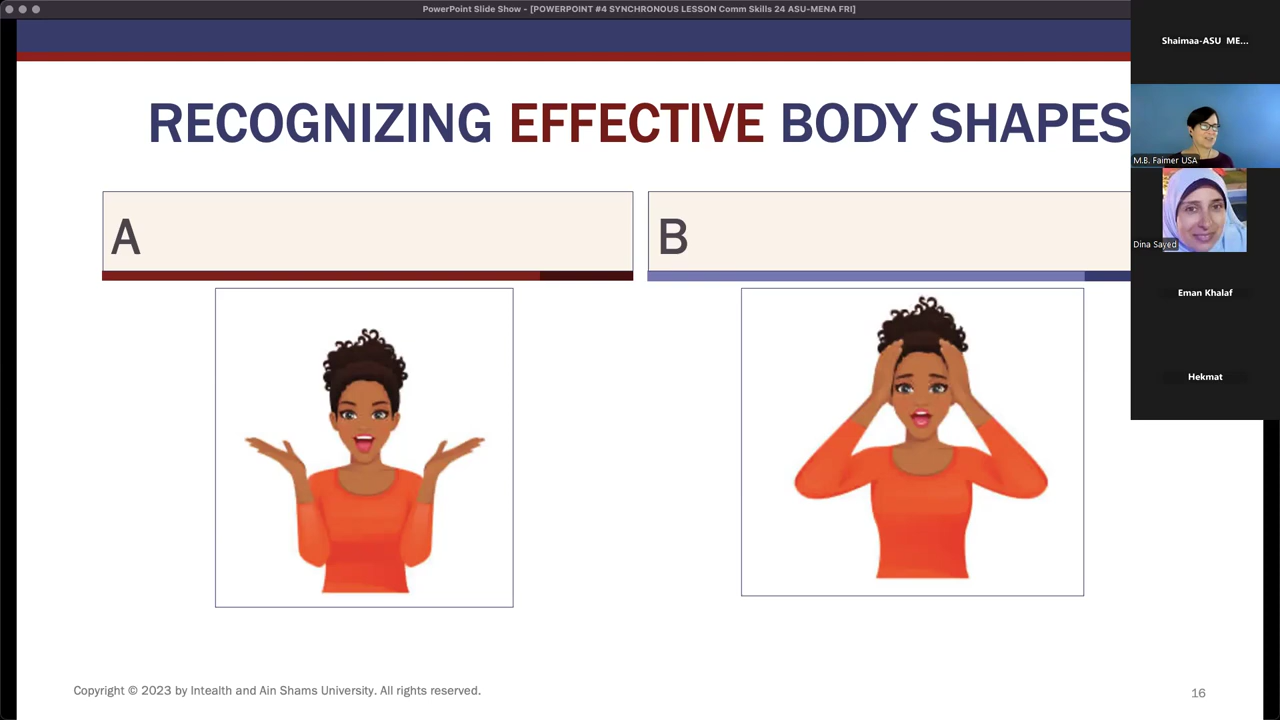 PowerPoint Slide Show - [POWERPOINT #4 SYNCHRONOUS LESSON Comm Skills 24 ASU-MENA FRI]
Shaimaa-ASU ME...
RECOGNIZING EFFECTIVE BODY SHAPES
M.B. Faimer USA
A
B
Dina Sayed
Eman Khalaf
Hekmat
Copyright © 2023 by Intealth and Ain Shams University. All rights reserved.
16